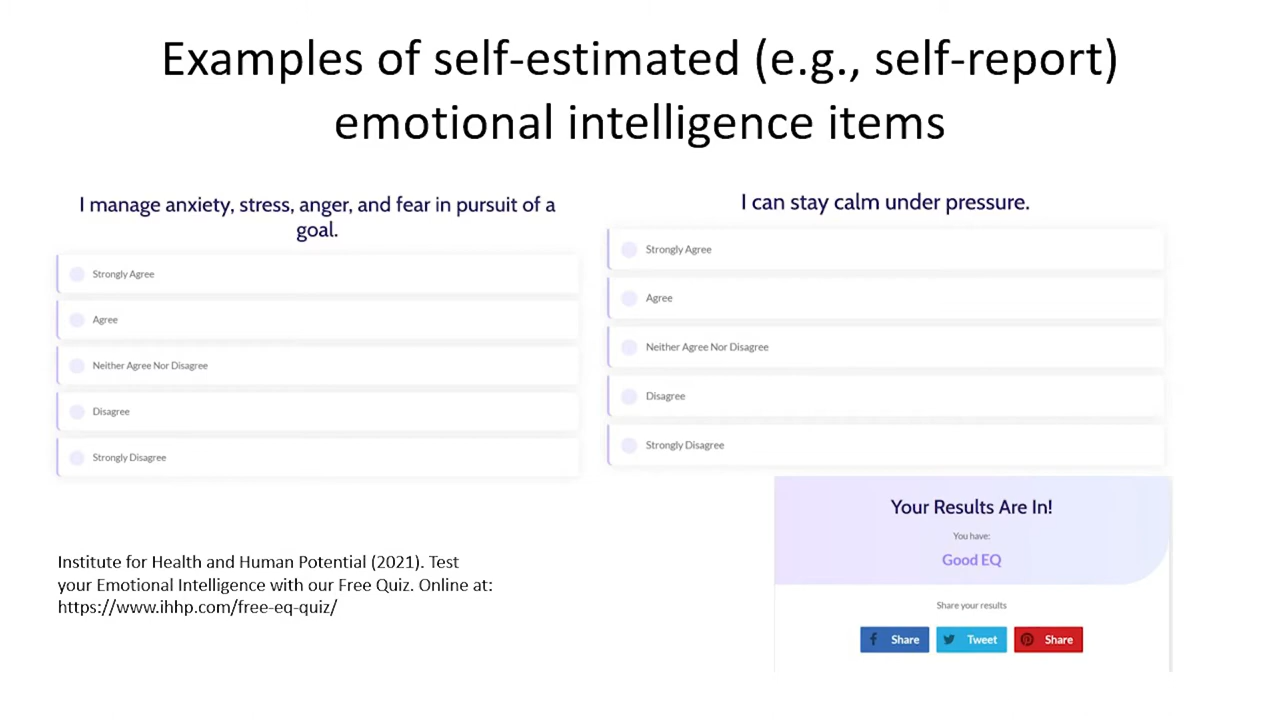 Examples of self-estimated (e.g., self-report)
emotional intelligence items
I manage anxiety, stress, anger, and fear in pursuit of a
goal.
Strongly Agree
Agree
Neither Agree Nor Disagree
Disagree
Strongly Disagree
I can stay calm under pressure.
Strongly Agree
Agree
Neither Agree Nor Disagree
Disagree
Strongly Disagree
Institute for Health and Human Potential (2021). Test
your Emotional Intelligence with our Free Quiz. Online at:
https://www.ihhp.com/free-eq-quiz/
Your Results Are In!
You have:
Good EQ
Share your results
Share Tweet Share